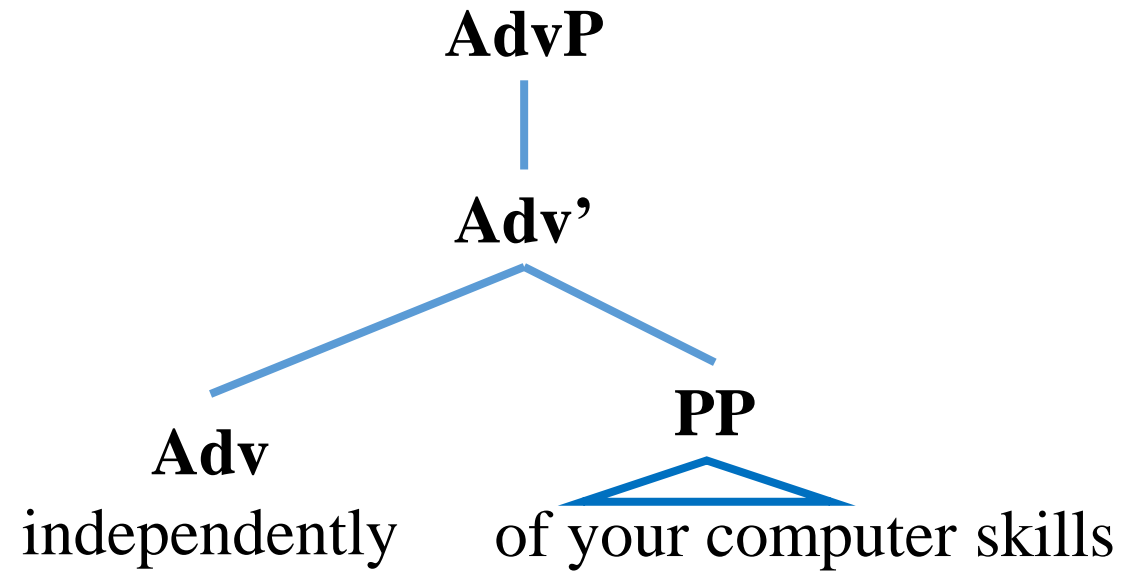 AdvP
Adv’
PP
Adv
independently
of your computer skills